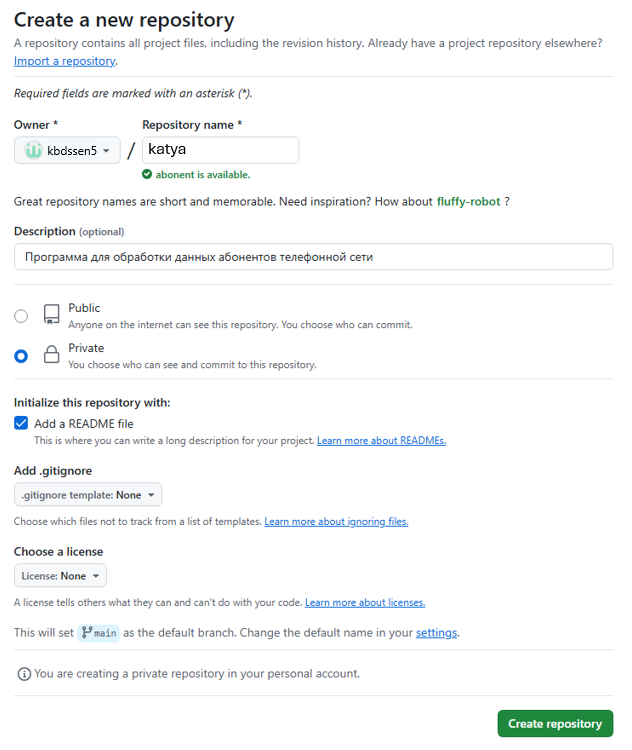 Create a new repository
A repository contains all project files, including the revision history. Already have a project repository elsewhere?
Import a repository.
Required fields are marked with an asterisk (*).
Owner * Repository name *
kbdssen5 / katya
abonent is available.
Great repository names are short and memorable. Need inspiration? How about fluffy-robot ?
Description (optional)
Программа для обработки данных абонентов телефонной сети
Public
Anyone on the internet can see this repository. You choose who can commit.
Private
You choose who can see and commit to this repository.
Initialize this repository with:
Add a README file
This is where you can write a long description for your project. Learn more about READMEs.
Add .gitignore
.gitignore template: None
Choose which files not to track from a list of templates. Learn more about ignoring files.
Choose a license
License: None
A license tells others what they can and can't do with your code. Learn more about licenses.
This will set main as the default branch. Change the default name in your settings.
You are creating a private repository in your personal account.
Create repository